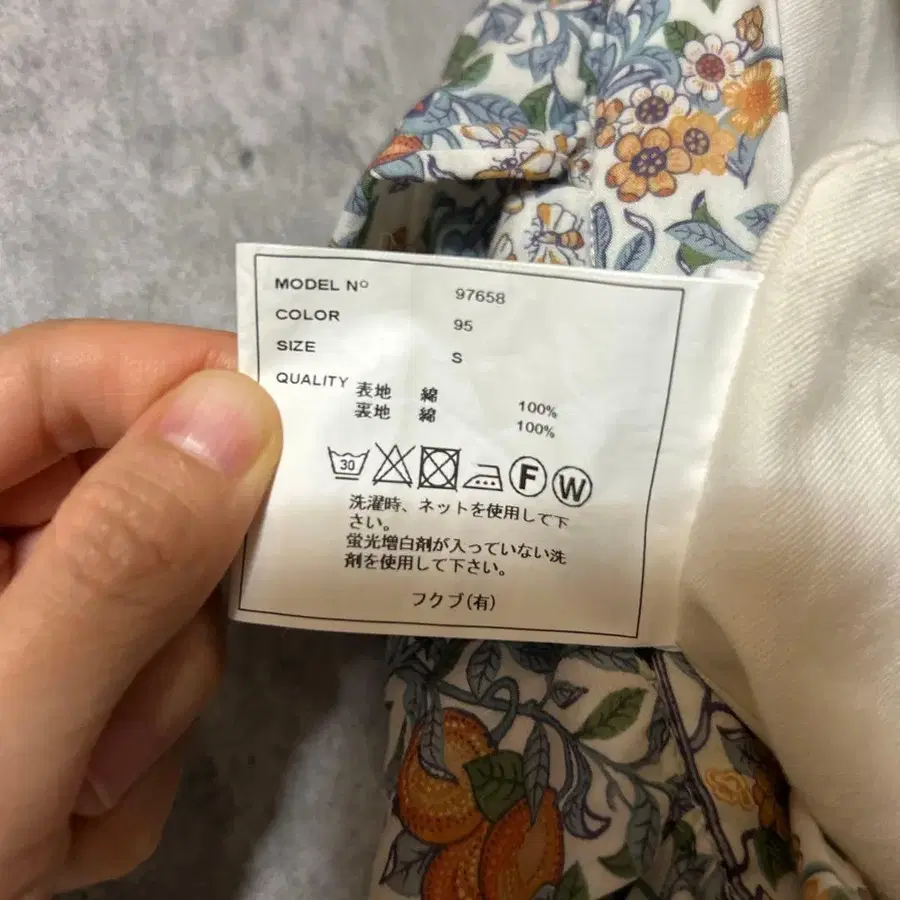 MODEL Nº 97658
COLOR 95
SIZE S
QUALITY 表地 綿 100%
裏地 綿 100%
30 F W
洗濯時、ネットを使用して下
さい。
蛍光増白剤が入っていない洗
剤を使用して下さい。
フクブ(有)